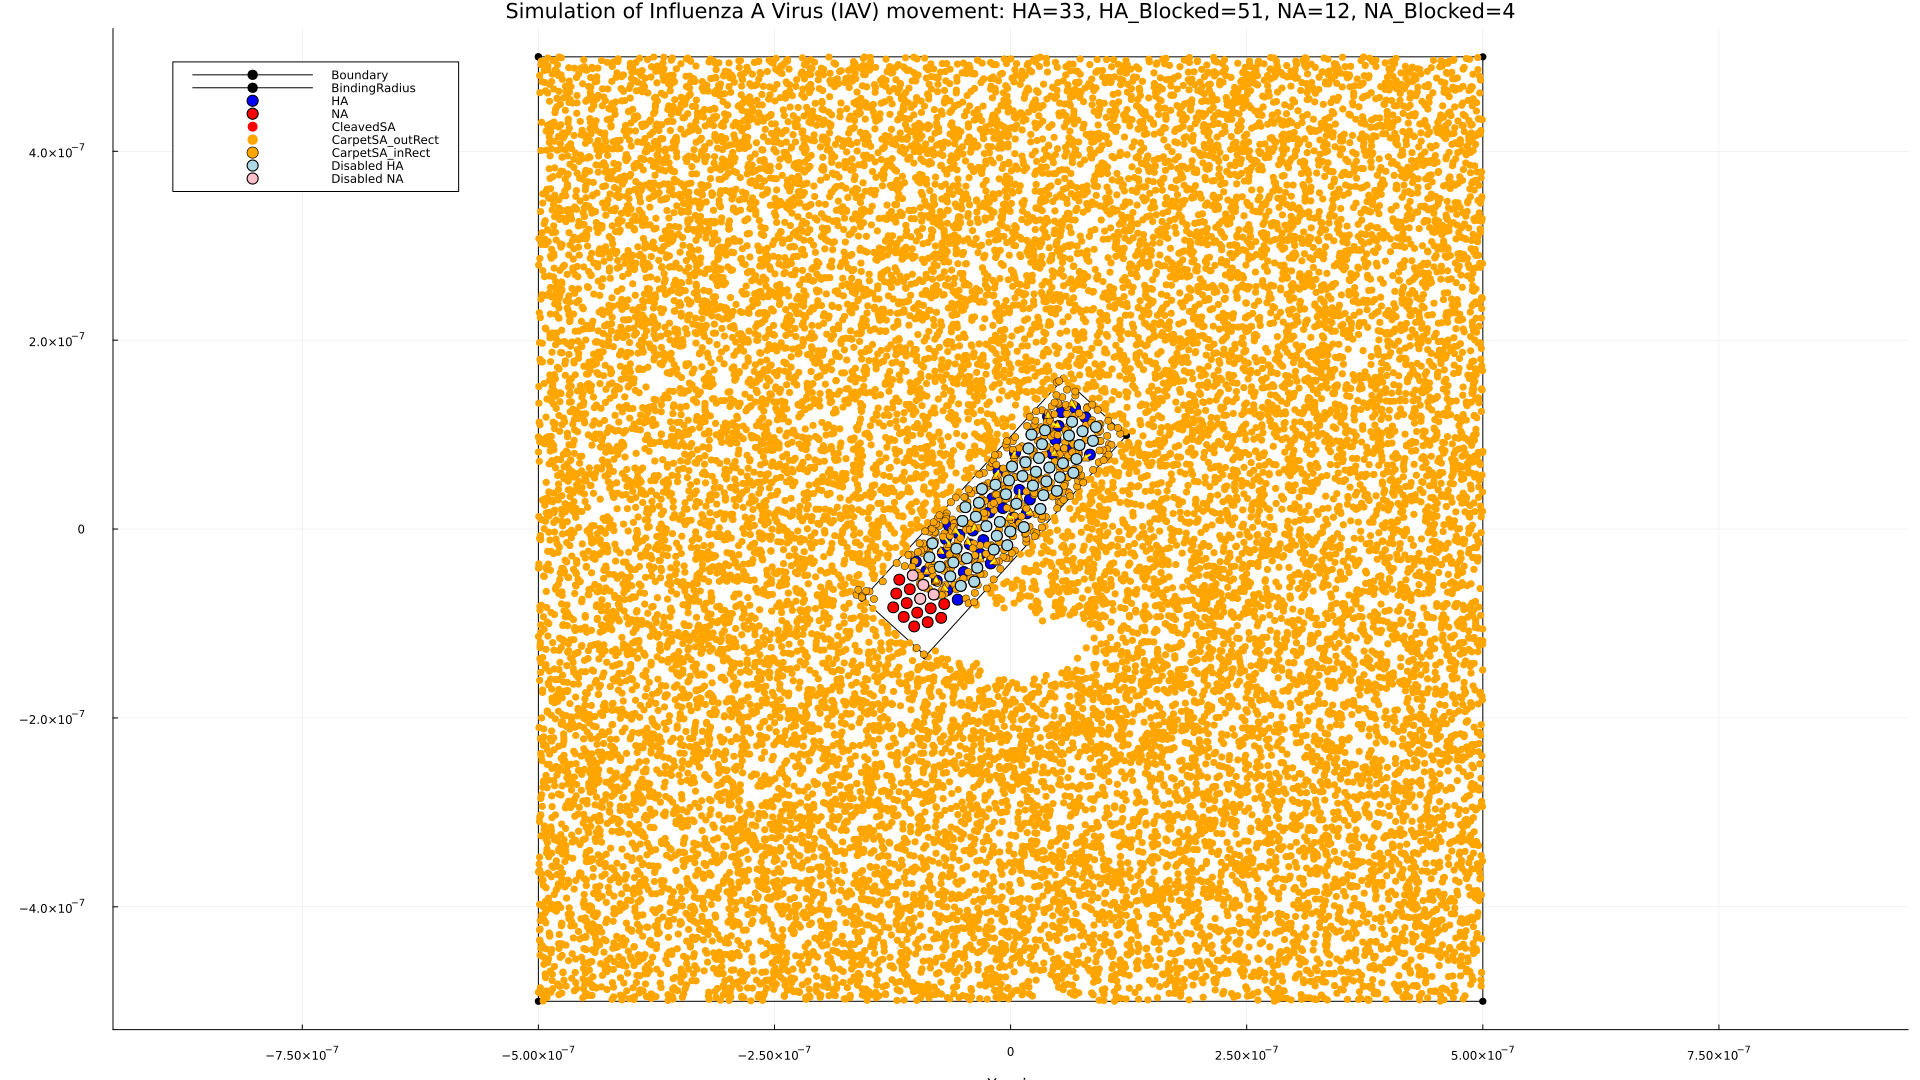 Simulation of Influenza A Virus (IAV) movement: HA=33, HA_Blocked=51, NA=12, NA_Blocked=4
Boundary
BindingRadius
HA
NA
CleavedSA
CarpetSA_outRect
CarpetSA_inRect
Disabled HA
Disabled NA
4.0×10⁻⁷
2.0×10⁻⁷
0
−2.0×10⁻⁷
−4.0×10⁻⁷
−7.50×10⁻⁷ −5.00×10⁻⁷ −2.50×10⁻⁷ 0 2.50×10⁻⁷ 5.00×10⁻⁷ 7.50×10⁻⁷